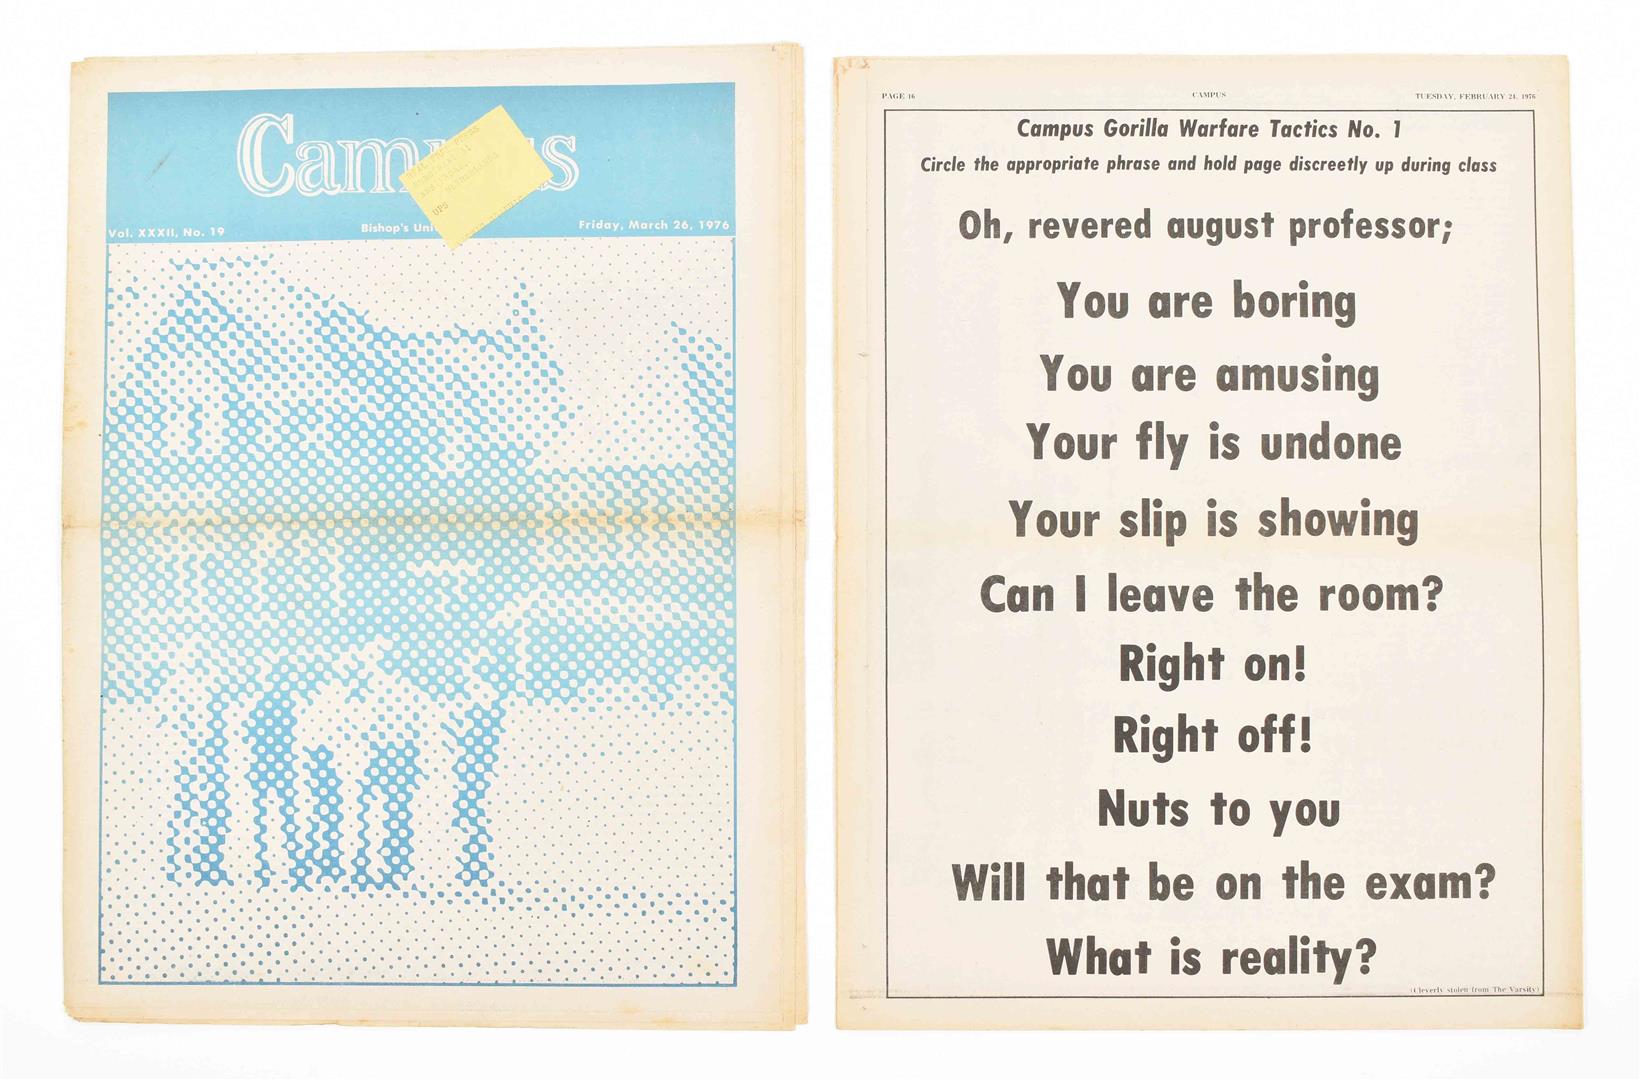 Campus
UPS
Vol. XXXII, No. 19
Bishop's Uni
Friday, March 26, 1976
PAGE 16
CAMPUS
TUESDAY, FEBRUARY 24, 1976
Campus Gorilla Warfare Tactics No. 1
Circle the appropriate phrase and hold page discreetly up during class
Oh, revered august professor;
You are boring
You are amusing
Your fly is undone
Your slip is showing
Can I leave the room?
Right on!
Right off!
Nuts to you
Will that be on the exam?
What is reality?
(Cleverly stolen from The Varsity)